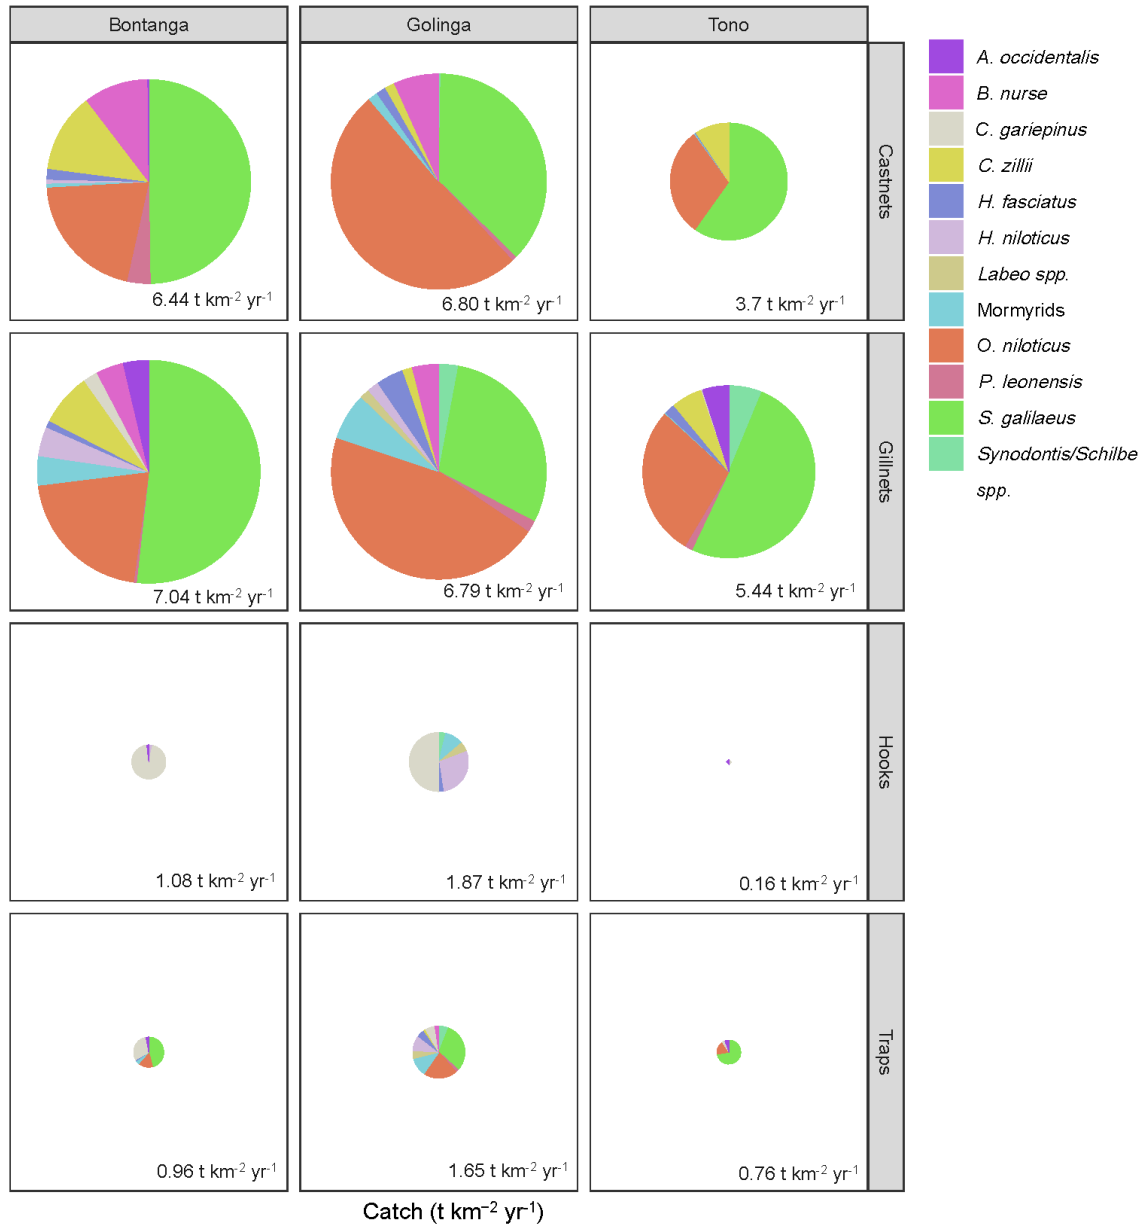 Bontanga
Golinga
Tono
Castnets
6.44 t km⁻² yr⁻¹
6.80 t km⁻² yr⁻¹
3.7 t km⁻² yr⁻¹
Gillnets
7.04 t km⁻² yr⁻¹
6.79 t km⁻² yr⁻¹
5.44 t km⁻² yr⁻¹
Hooks
1.08 t km⁻² yr⁻¹
1.87 t km⁻² yr⁻¹
0.16 t km⁻² yr⁻¹
Traps
0.96 t km⁻² yr⁻¹
1.65 t km⁻² yr⁻¹
0.76 t km⁻² yr⁻¹
Catch (t km⁻² yr⁻¹)
A. occidentalis
B. nurse
C. gariepinus
C. zillii
H. fasciatus
H. niloticus
Labeo spp.
Mormyrids
O. niloticus
P. leonensis
S. galilaeus
Synodontis/Schilbe
spp.